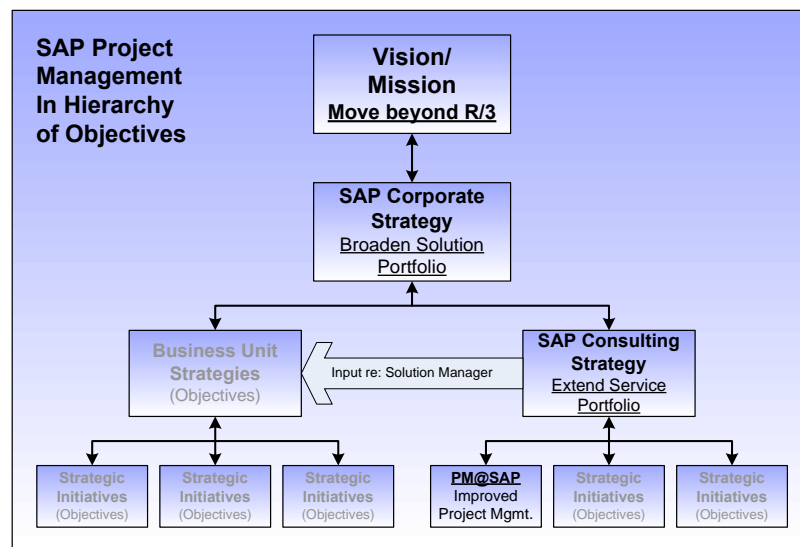 SAP Project
Management
In Hierarchy
of Objectives
Vision/
Mission
Move beyond R/3
SAP Corporate
Strategy
Broaden Solution
Portfolio
Business Unit
Strategies
(Objectives)
Input re: Solution Manager
SAP Consulting
Strategy
Extend Service
Portfolio
Strategic
Initiatives
(Objectives)
Strategic
Initiatives
(Objectives)
Strategic
Initiatives
(Objectives)
PM@SAP
Improved
Project Mgmt.
Strategic
Initiatives
(Objectives)
Strategic
Initiatives
(Objectives)